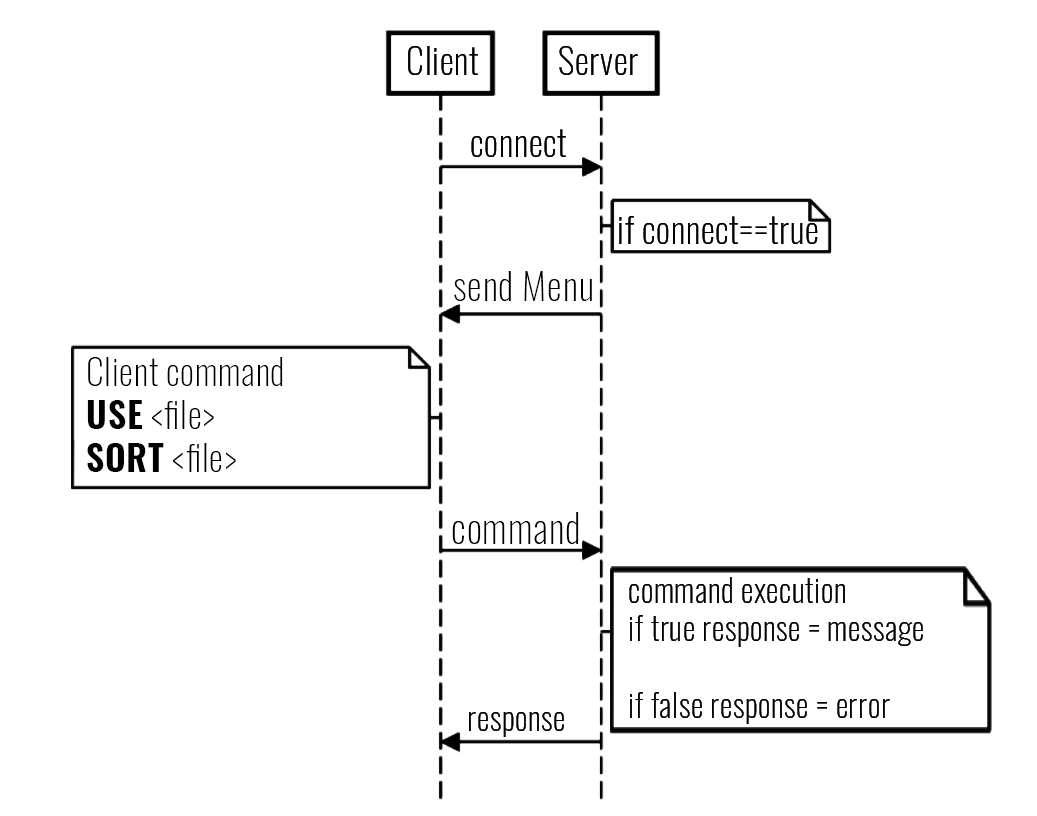 Client
Server
connect
if connect==true
send Menu
Client command
USE <file>
SORT <file>
command
command execution
if true response = message
if false response = error
response